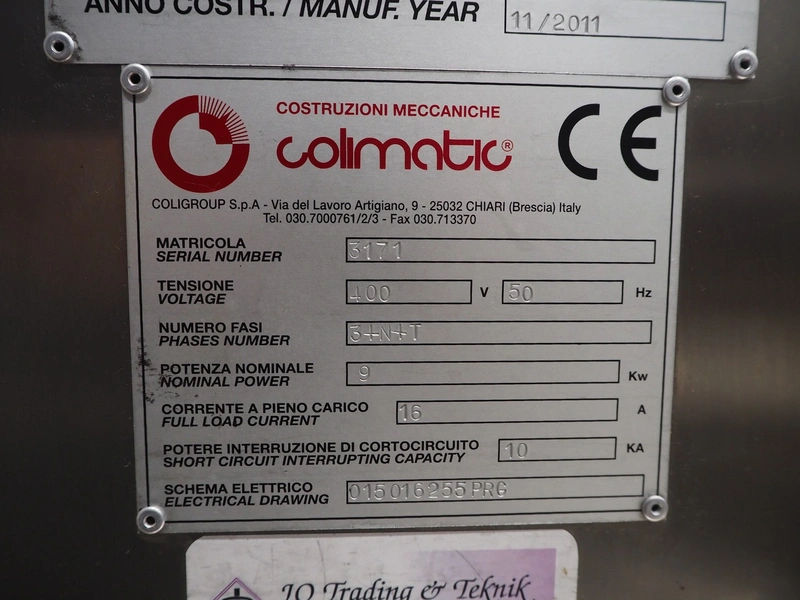 ANNO COSTR. / MANUF. YEAR 11/2011
COSTRUZIONI MECCANICHE
colimatic®
CE
COLIGROUP S.p.A - Via del Lavoro Artigiano, 9 - 25032 CHIARI (Brescia) Italy
Tel. 030.7000761/2/3 - Fax 030.713370
MATRICOLA
SERIAL NUMBER 3171
TENSIONE
VOLTAGE 400 V 50 Hz
NUMERO FASI
PHASES NUMBER 3+N+T
POTENZA NOMINALE
NOMINAL POWER 9 Kw
CORRENTE A PIENO CARICO
FULL LOAD CURRENT 16 A
POTERE INTERRUZIONE DI CORTOCIRCUITO
SHORT CIRCUIT INTERRUPTING CAPACITY 10 KA
SCHEMA ELETTRICO
ELECTRICAL DRAWING 015016255PRG
JO Trading & Teknik